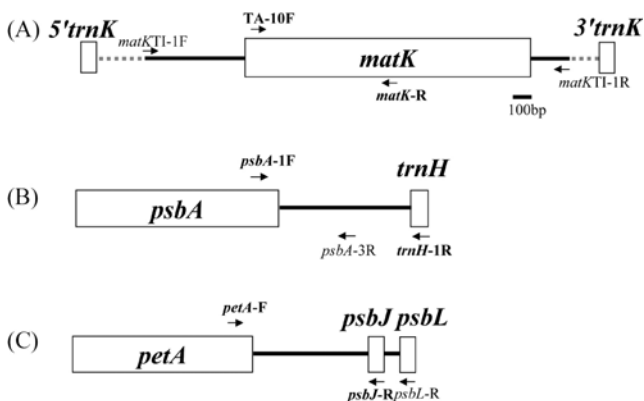 (A)
5'trnK
matKTI-1F
TA-10F
matK
3'trnK
matK-R
100bp
matKTI-1R
(B)
psbA-1F
trnH
psbA
psbA-3R
trnH-1R
(C)
petA-F
psbJ psbL
petA
psbJ-R psbL-R